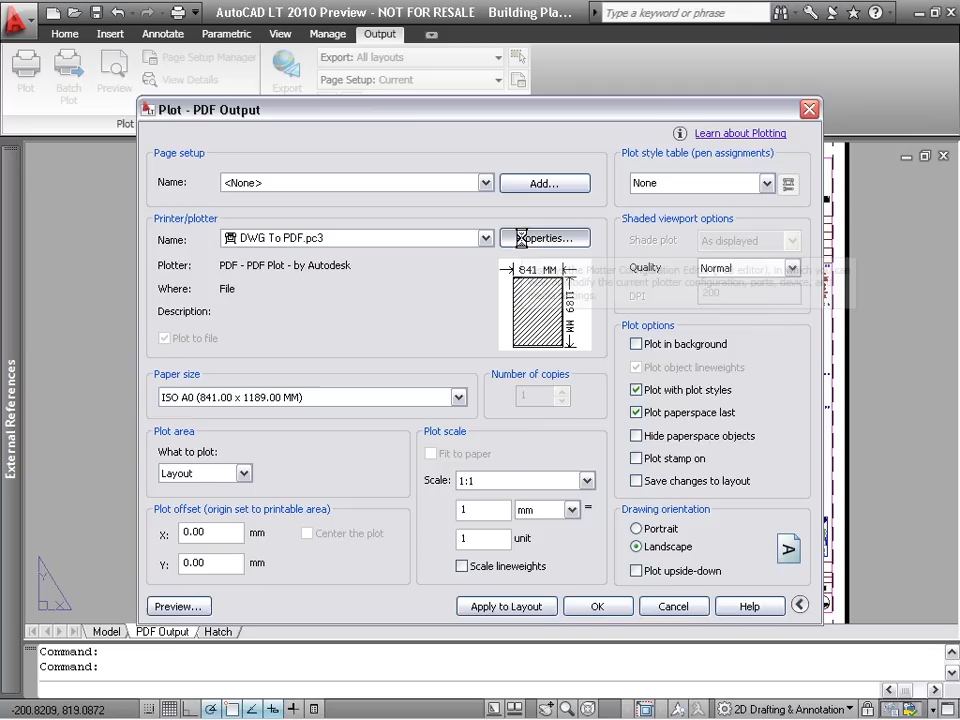 AutoCAD LT 2010 Preview - NOT FOR RESALE Building Pla...
Type a keyword or phrase
Home Insert Annotate Parametric View Manage Output
Plot
Batch Plot
Preview
Page Setup Manager
View Details
Export
Export: All layouts
Page Setup: Current
Plot
LT Plot - PDF Output
Learn about Plotting
Page setup
Name: <None> Add...
Plot style table (pen assignments)
None
Printer/plotter
Name: DWG To PDF.pc3 operties...
Plotter: PDF - PDF Plot - by Autodesk
Where: File
Description:
Plot to file
841 MM
1189 MM
Shaded viewport options
Shade plot As displayed
Quality Normal
DPI 200
Paper size
ISO A0 (841.00 x 1189.00 MM)
Number of copies
1
Plot options
Plot in background
Plot object lineweights
Plot with plot styles
Plot paperspace last
Hide paperspace objects
Plot stamp on
Save changes to layout
Plot area
What to plot:
Layout
Plot scale
Fit to paper
Scale: 1:1
1 mm =
1 unit
Scale lineweights
Plot offset (origin set to printable area)
X: 0.00 mm Center the plot
Y: 0.00 mm
Drawing orientation
Portrait
Landscape
Plot upside-down
A
Preview... Apply to Layout OK Cancel Help
External References
Y
X
Model PDF Output Hatch
Command:
Command:
-200.8209, 419.0872 2D Drafting & Annotation